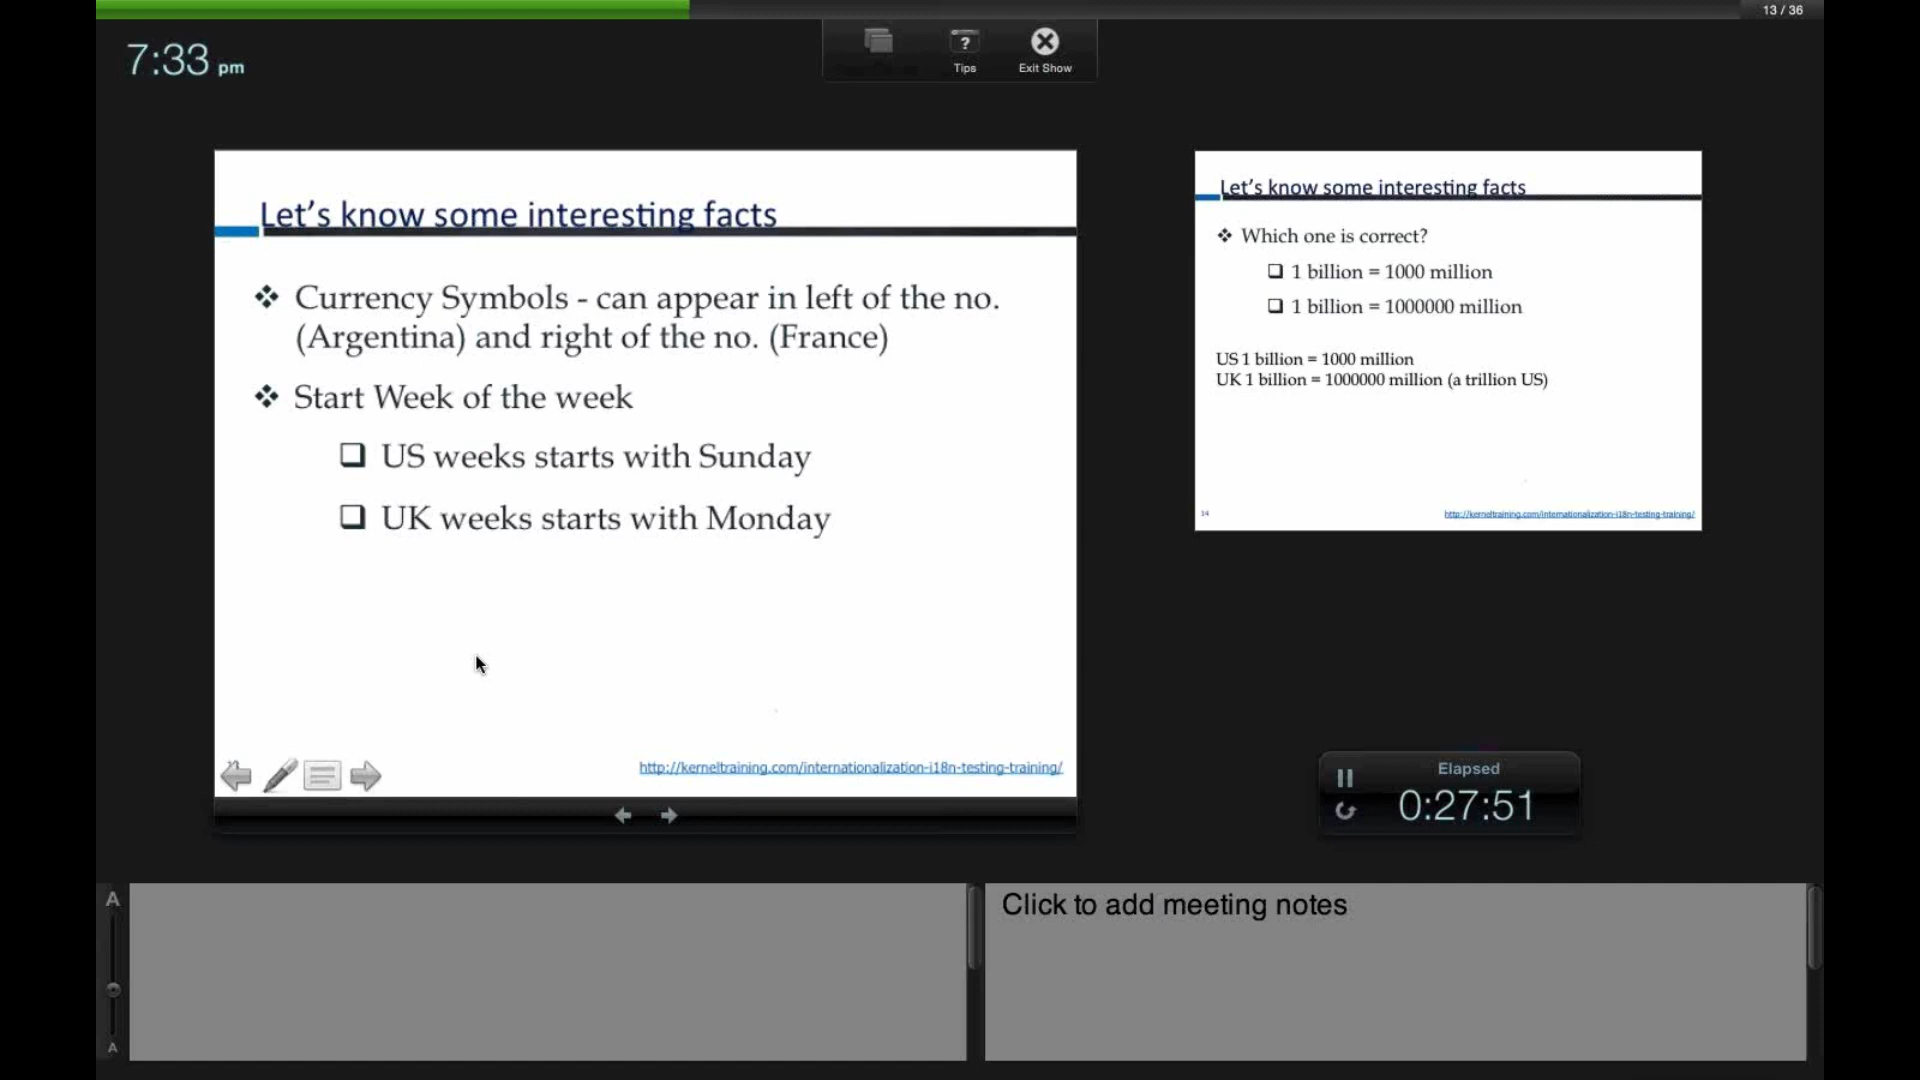 13 / 36
7:33 pm
Tips
Exit Show
Let's know some interesting facts
Currency Symbols - can appear in left of the no.
(Argentina) and right of the no. (France)
Start Week of the week
US weeks starts with Sunday
UK weeks starts with Monday
http://kerneltraining.com/internationalization-i18n-testing-training/
Let's know some interesting facts
Which one is correct?
1 billion = 1000 million
1 billion = 1000000 million
US 1 billion = 1000 million
UK 1 billion = 1000000 million (a trillion US)
14
http://kerneltraining.com/internationalization-i18n-testing-training/
Elapsed
0:27:51
A
A
Click to add meeting notes